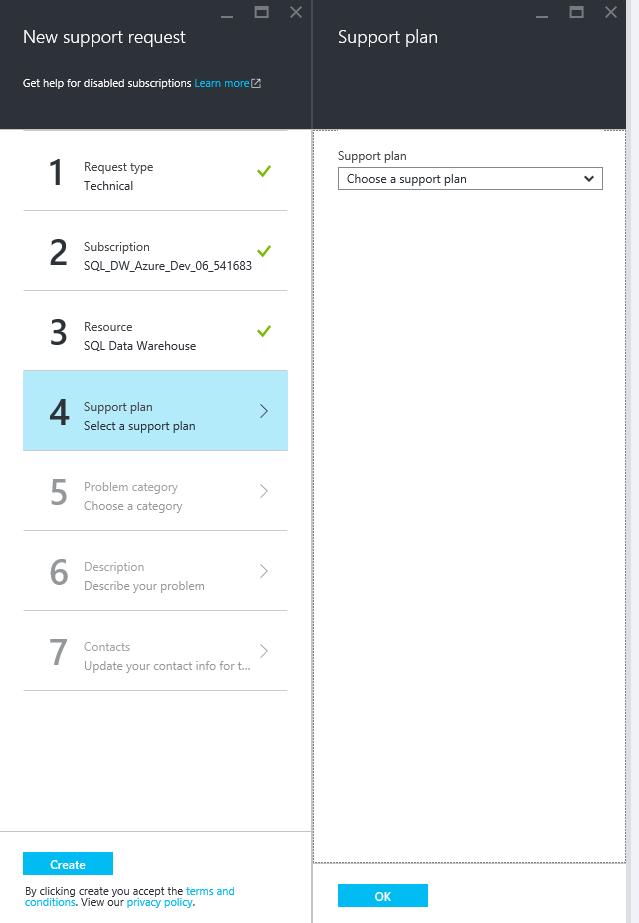 New support request
Get help for disabled subscriptions Learn more
1
Request type
Technical
2
Subscription
SQL_DW_Azure_Dev_06_541683
3
Resource
SQL Data Warehouse
4
Support plan
Select a support plan
5
Problem category
Choose a category
6
Description
Describe your problem
7
Contacts
Update your contact info for t...
Create
By clicking create you accept the terms and
conditions. View our privacy policy.
Support plan
Support plan
Choose a support plan
OK